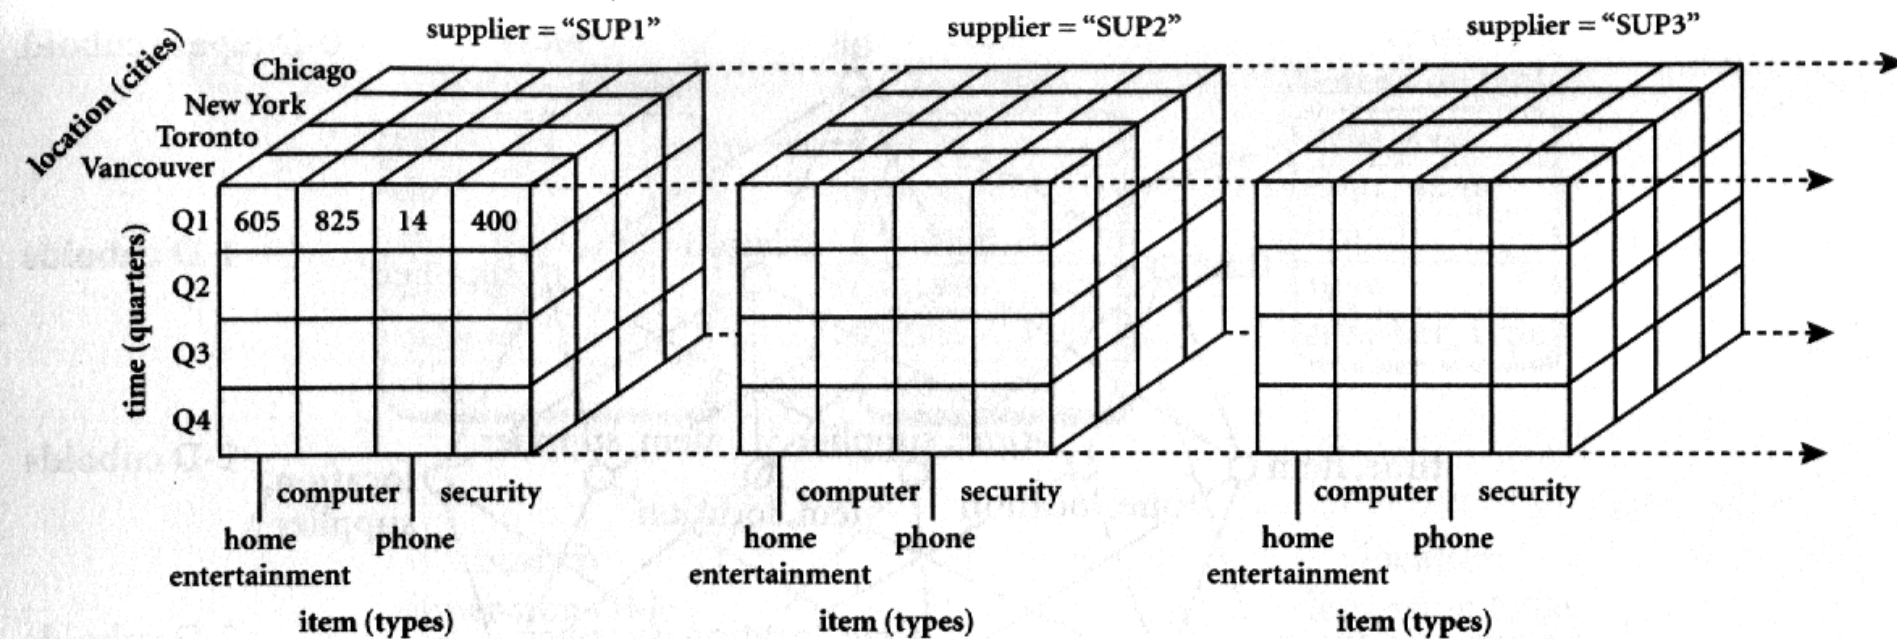 supplier = “SUP1”
supplier = “SUP2”
supplier = “SUP3”
location (cities)
Chicago
New York
Toronto
Vancouver
time (quarters)
Q1 605 825 14 400
Q2
Q3
Q4
computer security
home phone
entertainment
item (types)
computer security
home phone
entertainment
item (types)
computer security
home phone
entertainment
item (types)